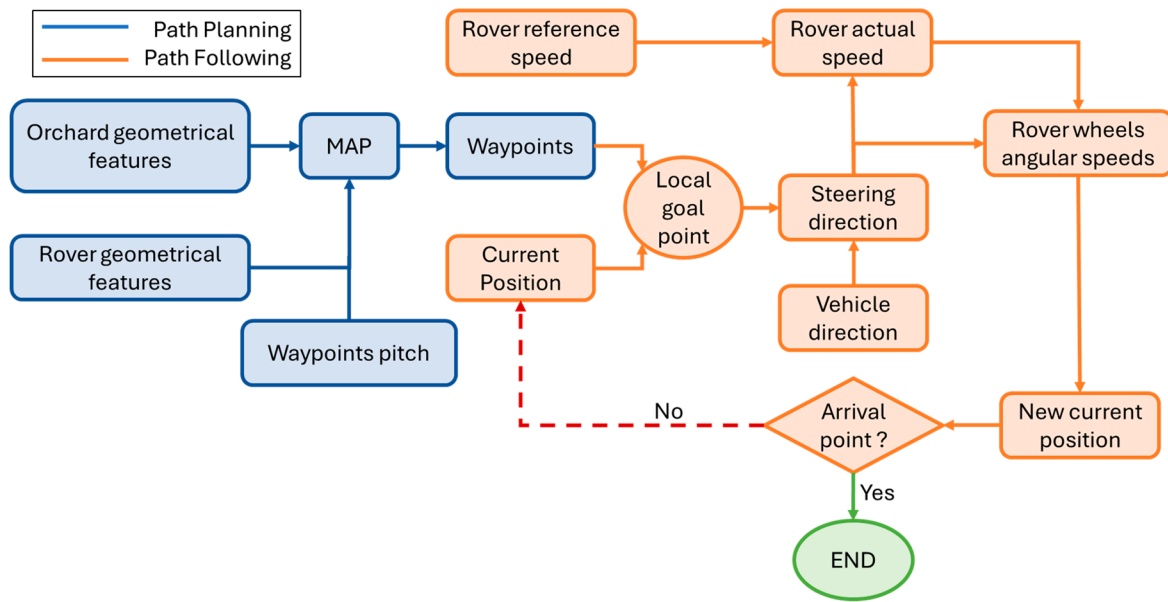 Path Planning
Path Following
Rover reference
speed
Rover actual
speed
Orchard geometrical
features
MAP
Waypoints
Rover wheels
angular speeds
Local
goal
point
Steering
direction
Rover geometrical
features
Current
Position
Vehicle
direction
Waypoints pitch
No
Arrival
point ?
New current
position
Yes
END